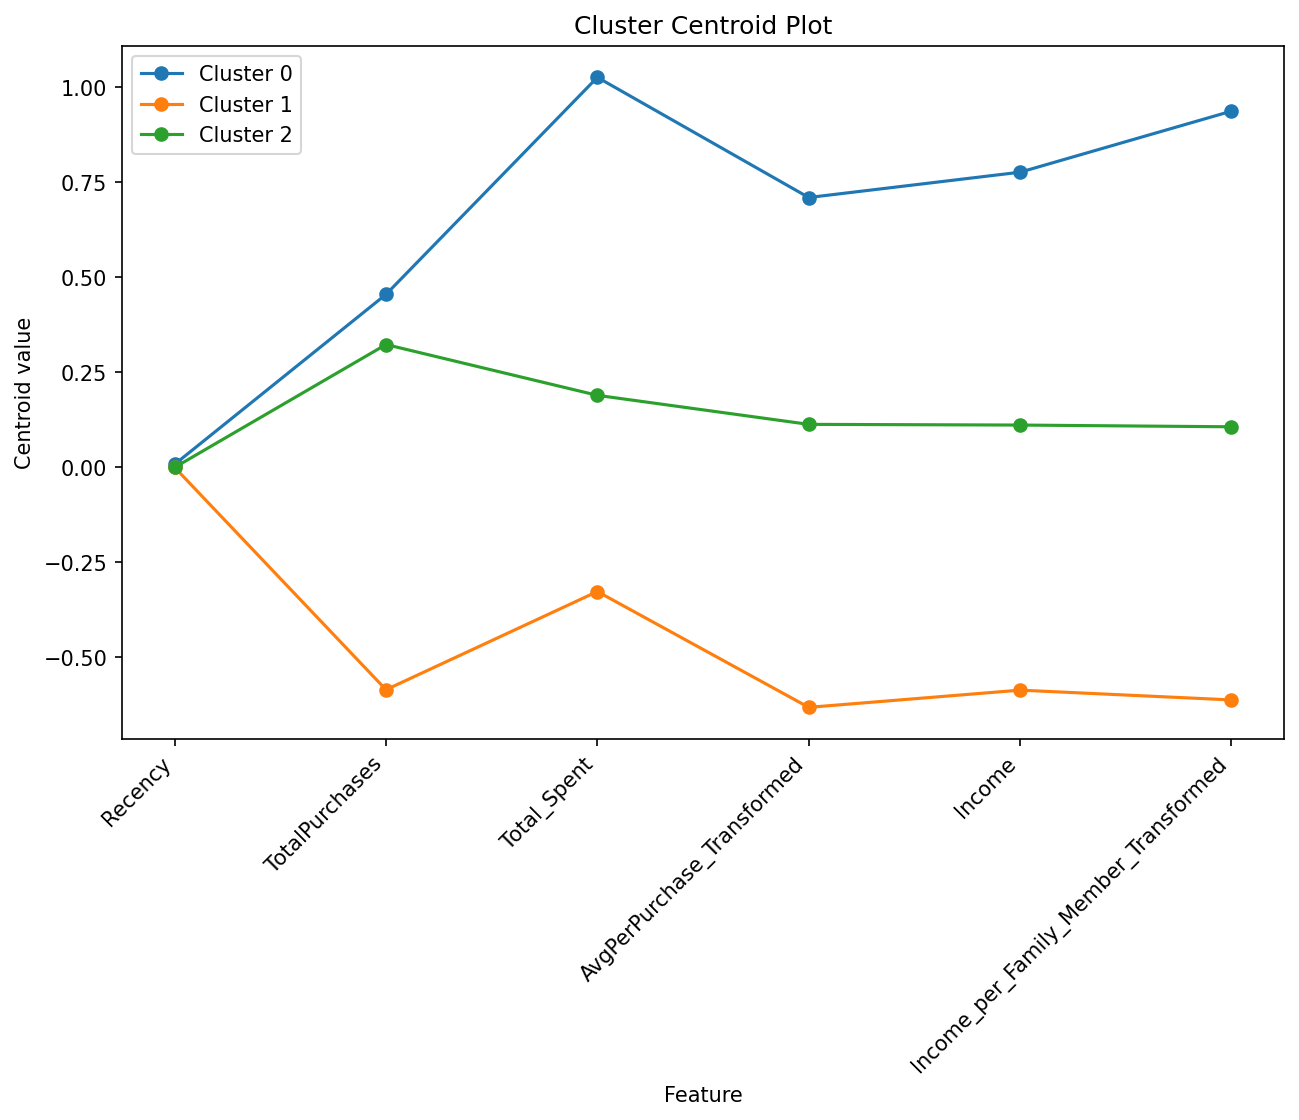 Cluster Centroid Plot
Cluster 0
Cluster 1
Cluster 2
1.00
0.75
0.50
0.25
0.00
−0.25
−0.50
Centroid value
Recency
TotalPurchases
Total_Spent
AvgPerPurchase_Transformed
Income
Income_per_Family_Member_Transformed
Feature